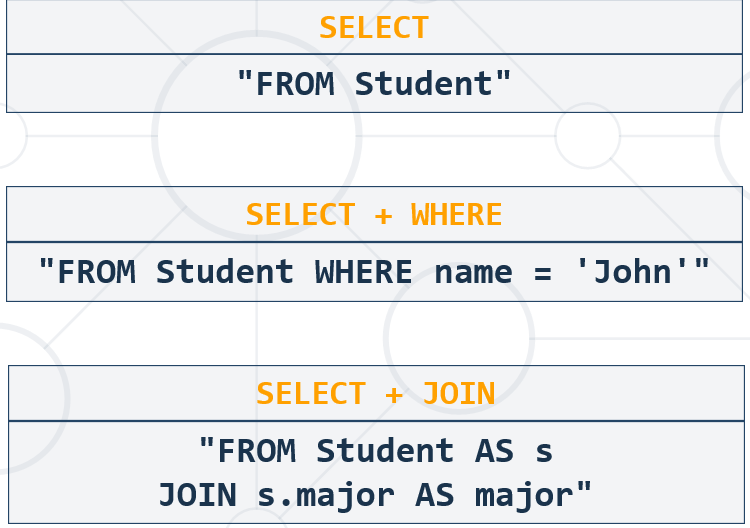 SELECT
"FROM Student"
SELECT + WHERE
"FROM Student WHERE name = 'John'"
SELECT + JOIN
"FROM Student AS s
JOIN s.major AS major"